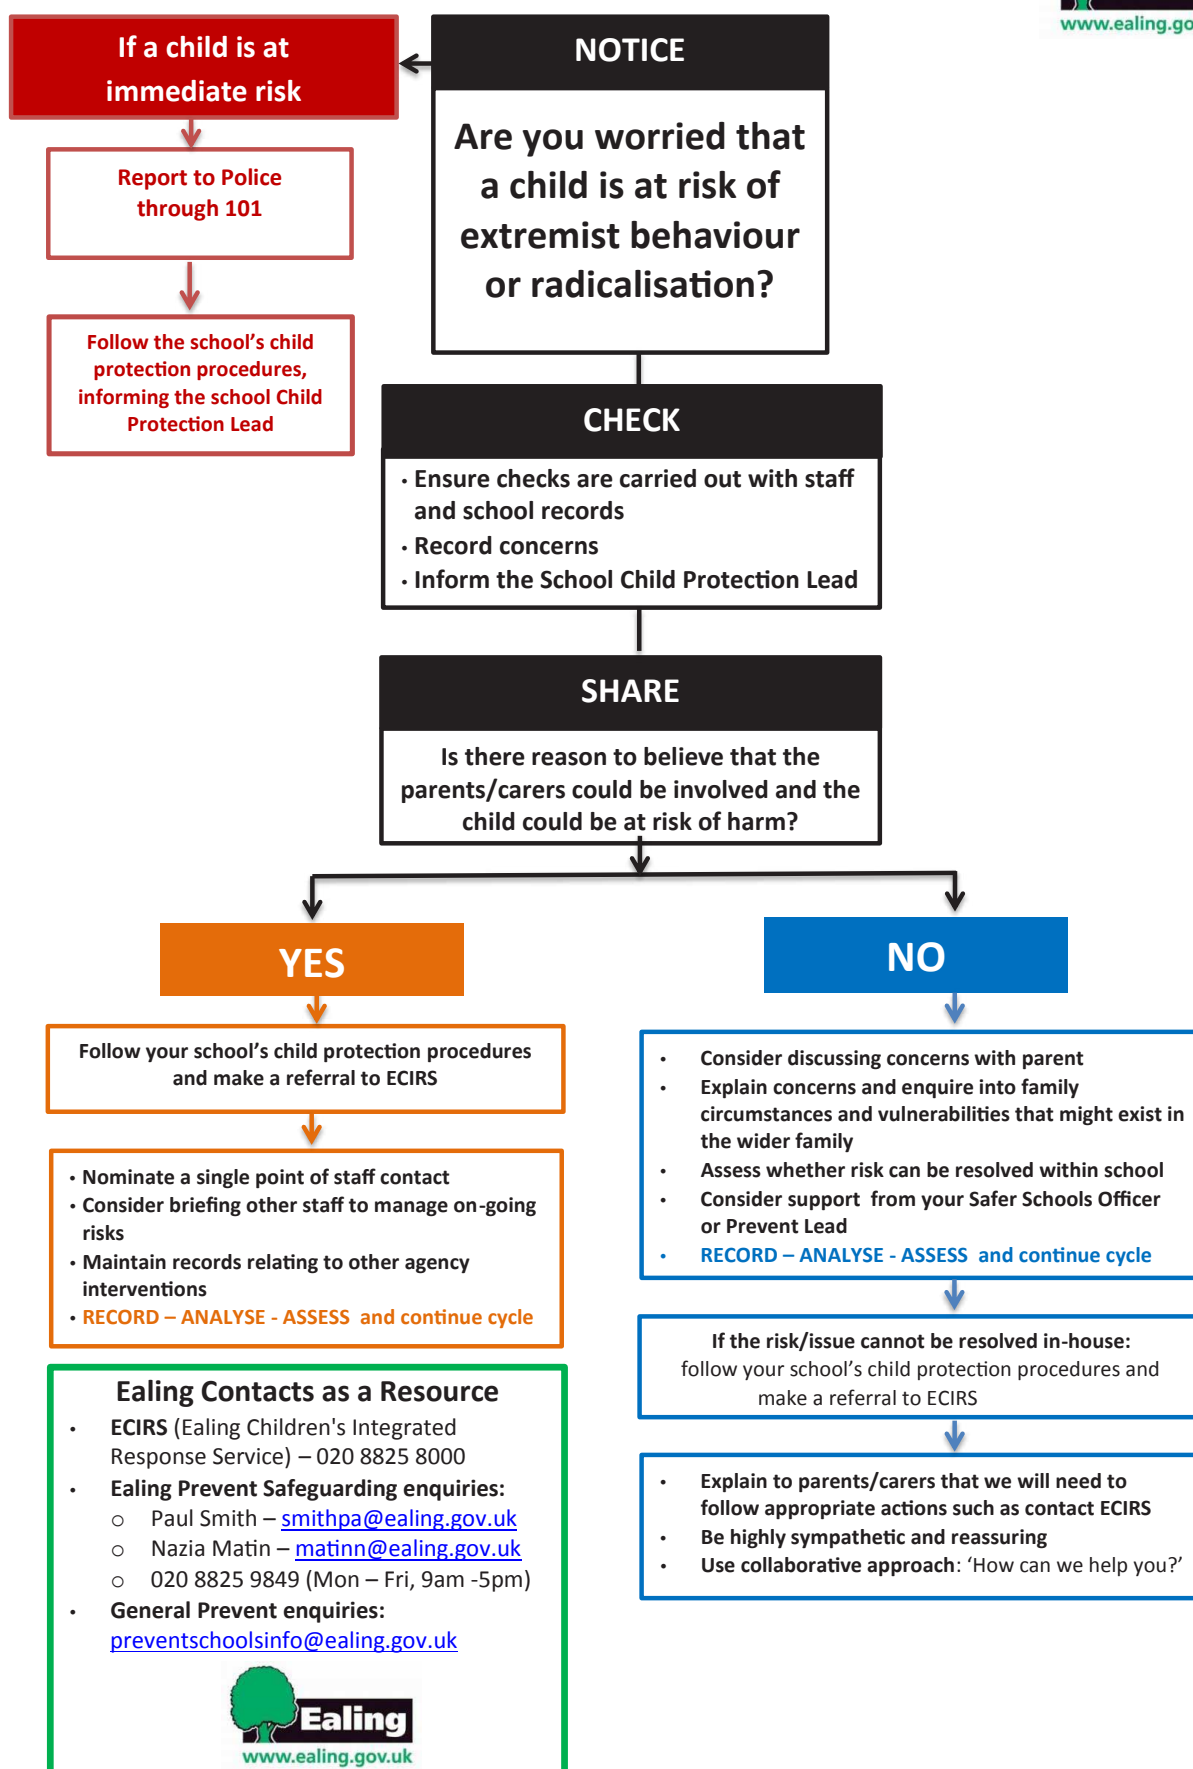 www.ealing.go
If a child is at
immediate risk
Report to Police
through 101
Follow the school’s child
protection procedures,
informing the school Child
Protection Lead
NOTICE
Are you worried that
a child is at risk of
extremist behaviour
or radicalisation?
CHECK
• Ensure checks are carried out with staff
and school records
• Record concerns
• Inform the School Child Protection Lead
SHARE
Is there reason to believe that the
parents/carers could be involved and the
child could be at risk of harm?
YES
Follow your school’s child protection procedures
and make a referral to ECIRS
• Nominate a single point of staff contact
• Consider briefing other staff to manage on-going
risks
• Maintain records relating to other agency
interventions
• RECORD – ANALYSE - ASSESS and continue cycle
NO
• Consider discussing concerns with parent
• Explain concerns and enquire into family
circumstances and vulnerabilities that might exist in
the wider family
• Assess whether risk can be resolved within school
• Consider support from your Safer Schools Officer
or Prevent Lead
• RECORD – ANALYSE - ASSESS and continue cycle
If the risk/issue cannot be resolved in-house:
follow your school’s child protection procedures and
make a referral to ECIRS
• Explain to parents/carers that we will need to
follow appropriate actions such as contact ECIRS
• Be highly sympathetic and reassuring
• Use collaborative approach: ‘How can we help you?’
Ealing Contacts as a Resource
• ECIRS (Ealing Children's Integrated
Response Service) – 020 8825 8000
• Ealing Prevent Safeguarding enquiries:
o Paul Smith – smithpa@ealing.gov.uk
o Nazia Matin – matinn@ealing.gov.uk
o 020 8825 9849 (Mon – Fri, 9am -5pm)
• General Prevent enquiries:
preventschoolsinfo@ealing.gov.uk
Ealing
www.ealing.gov.uk